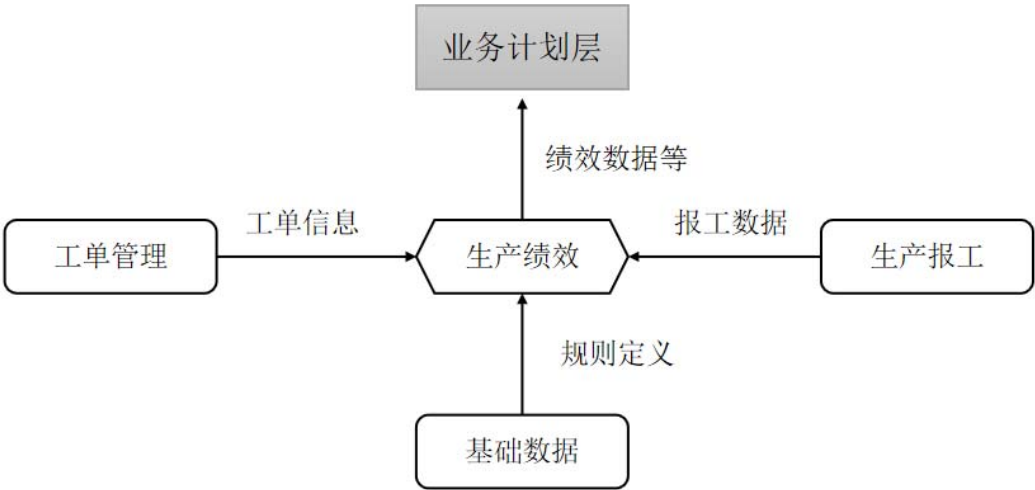 业务计划层
绩效数据等
工单信息
报工数据
工单管理
生产绩效
生产报工
规则定义
基础数据